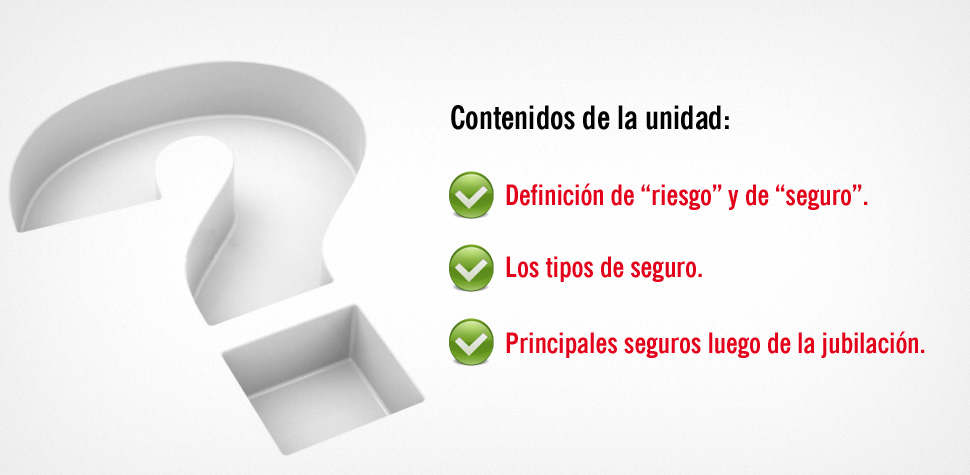 Contenidos de la unidad:
Definición de “riesgo” y de “seguro”.
Los tipos de seguro.
Principales seguros luego de la jubilación.